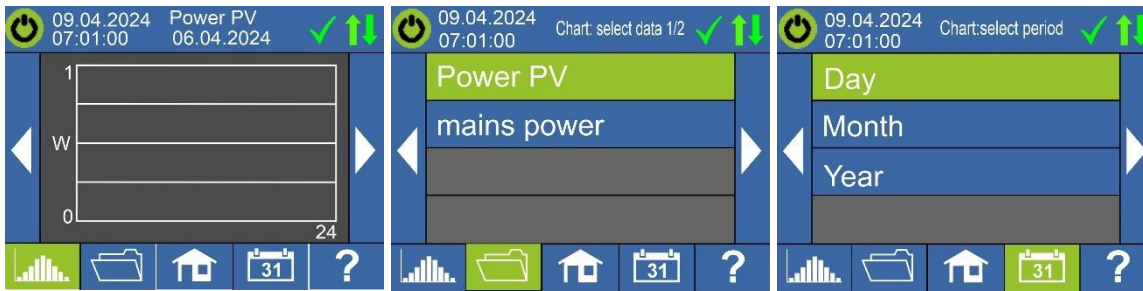 09.04.2024 Power PV
07:01:00 06.04.2024
1
W
0
24
31
?
09.04.2024
07:01:00 Chart: select data 1/2
Power PV
mains power
31
?
09.04.2024
07:01:00 Chart:select period
Day
Month
Year
31
?